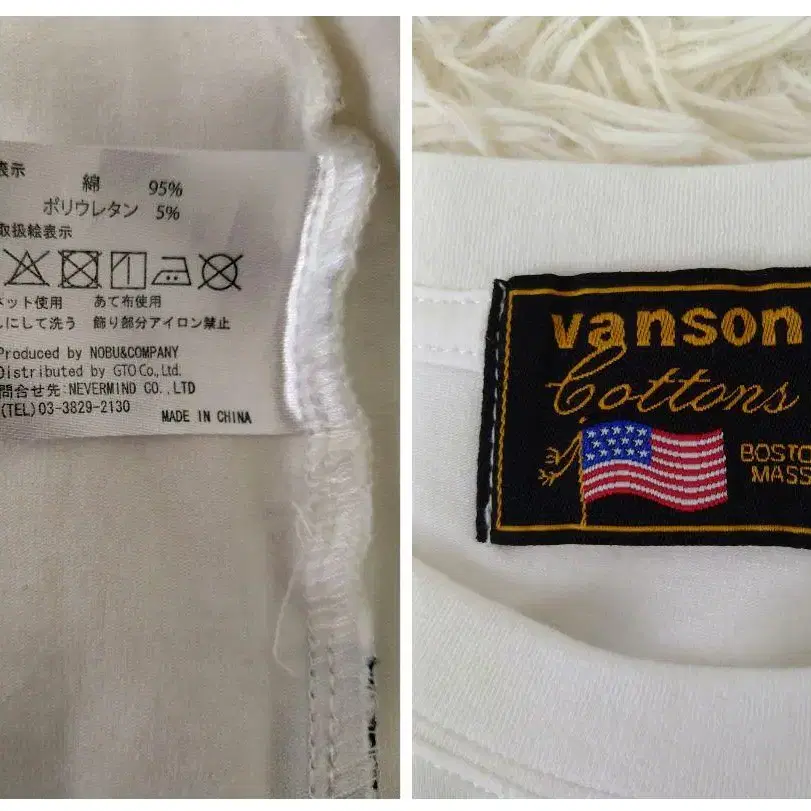 表示
綿 95%
ポリウレタン 5%
取扱絵表示
ネット使用 あて布使用
にして洗う 飾り部分アイロン禁止
Produced by NOBU&COMPANY
Distributed by GTO Co., Ltd.
問合せ先: NEVERMIND CO., LTD
(TEL) 03-3829-2130
MADE IN CHINA
vanson
Cottons
BOSTO
MASS